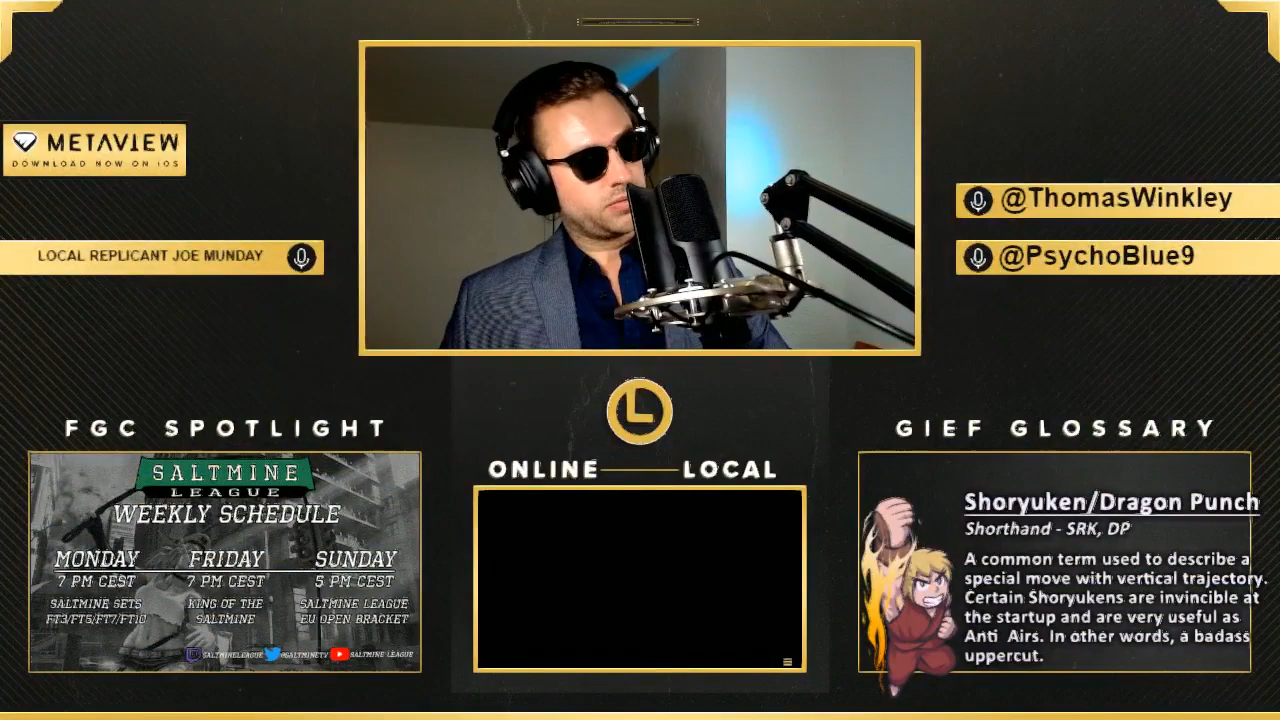 METAVIEW
DOWNLOAD NOW ON iOS
LOCAL REPLICANT JOE MUNDAY
@ThomasWinkley
@PsychoBlue9
FGC SPOTLIGHT
SALTMINE
LEAGUE
WEEKLY SCHEDULE
MONDAY
7 PM CEST
SALTMINE SETS
FT3/FT5/FT7/FT10
FRIDAY
7 PM CEST
KING OF THE
SALTMINE
SUNDAY
5 PM CEST
SALTMINE LEAGUE
EU OPEN BRACKET
SALTMINELEAGUE
@SALTMINETV
SALTMINE LEAGUE
L
ONLINE LOCAL
GIEF GLOSSARY
Shoryuken/Dragon Punch
Shorthand - SRK, DP
A common term used to describe a
special move with vertical trajectory.
Certain Shoryukens are invincible at
the startup and are very useful as
Anti Airs. In other words, a badass
uppercut.